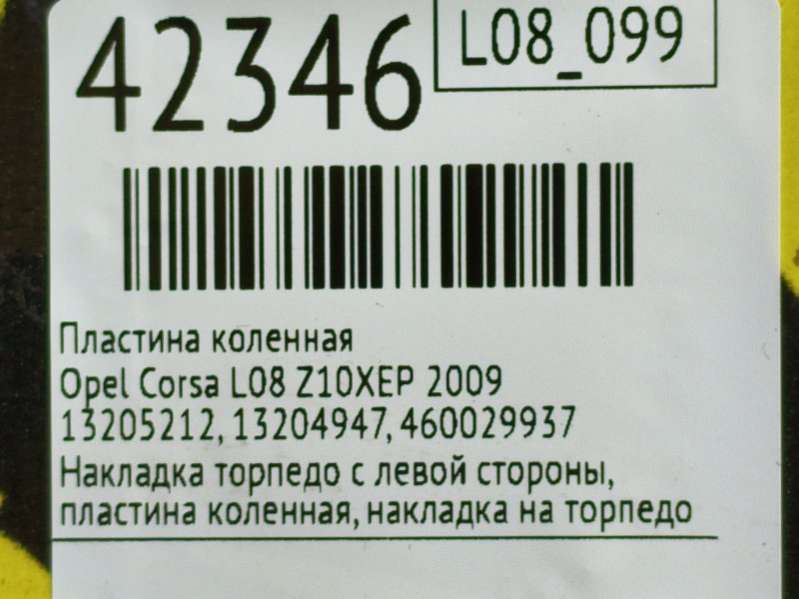 42346
L08_099
Пластина коленная
Opel Corsa L08 Z10XEP 2009
13205212, 13204947, 460029937
Накладка торпедо с левой стороны,
пластина коленная, накладка на торпедо